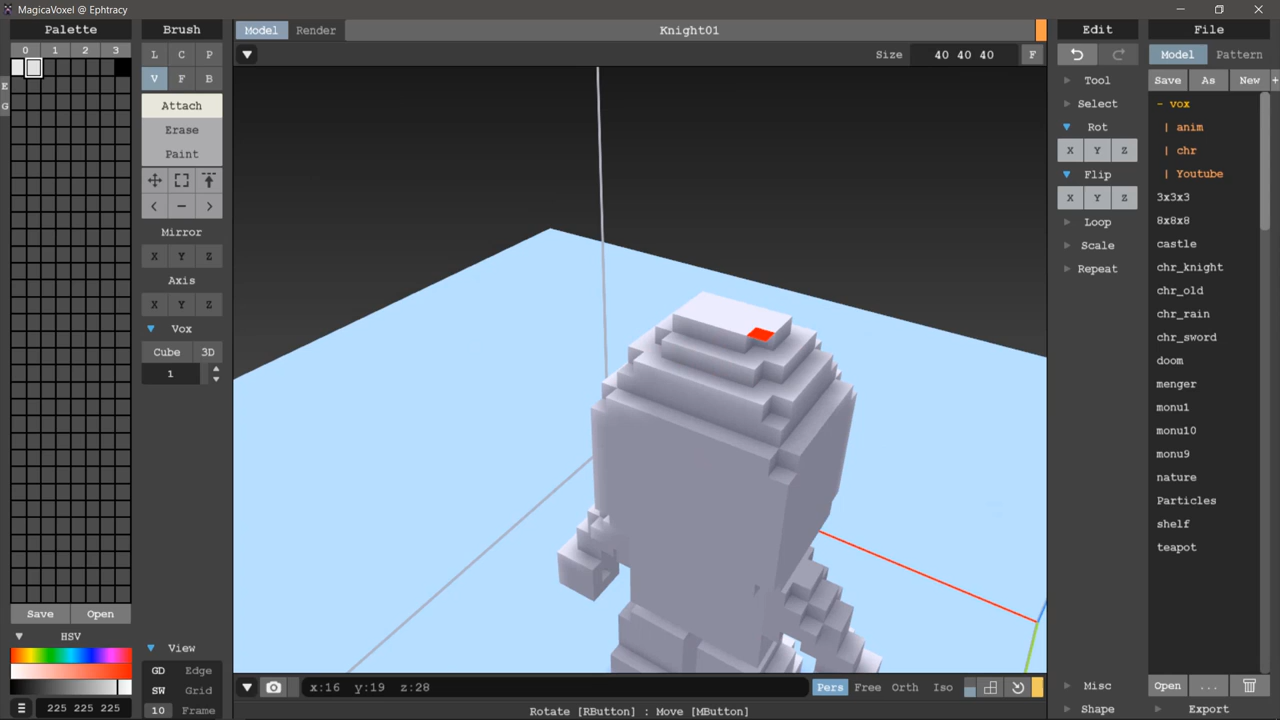 MagicaVoxel @ Ephtracy
Palette
0 1 2 3
E
G
Save Open
HSV
225 225 225
Brush
L C P
V F B
Attach
Erase
Paint
< - >
Mirror
X Y Z
Axis
X Y Z
Vox
Cube 3D
1
View
GD Edge
SW Grid
10 Frame
Model Render Knight01
Size 40 40 40 F
x:16 y:19 z:28 Pers Free Orth Iso
Rotate [RButton] : Move [MButton]
Edit
Tool
Select
Rot
X Y Z
Flip
X Y Z
Loop
Scale
Repeat
Misc
Shape
File
Model Pattern
Save As New +
- vox
| anim
| chr
| Youtube
3x3x3
8x8x8
castle
chr_knight
chr_old
chr_rain
chr_sword
doom
menger
monu1
monu10
monu9
nature
Particles
shelf
teapot
Open ...
Export